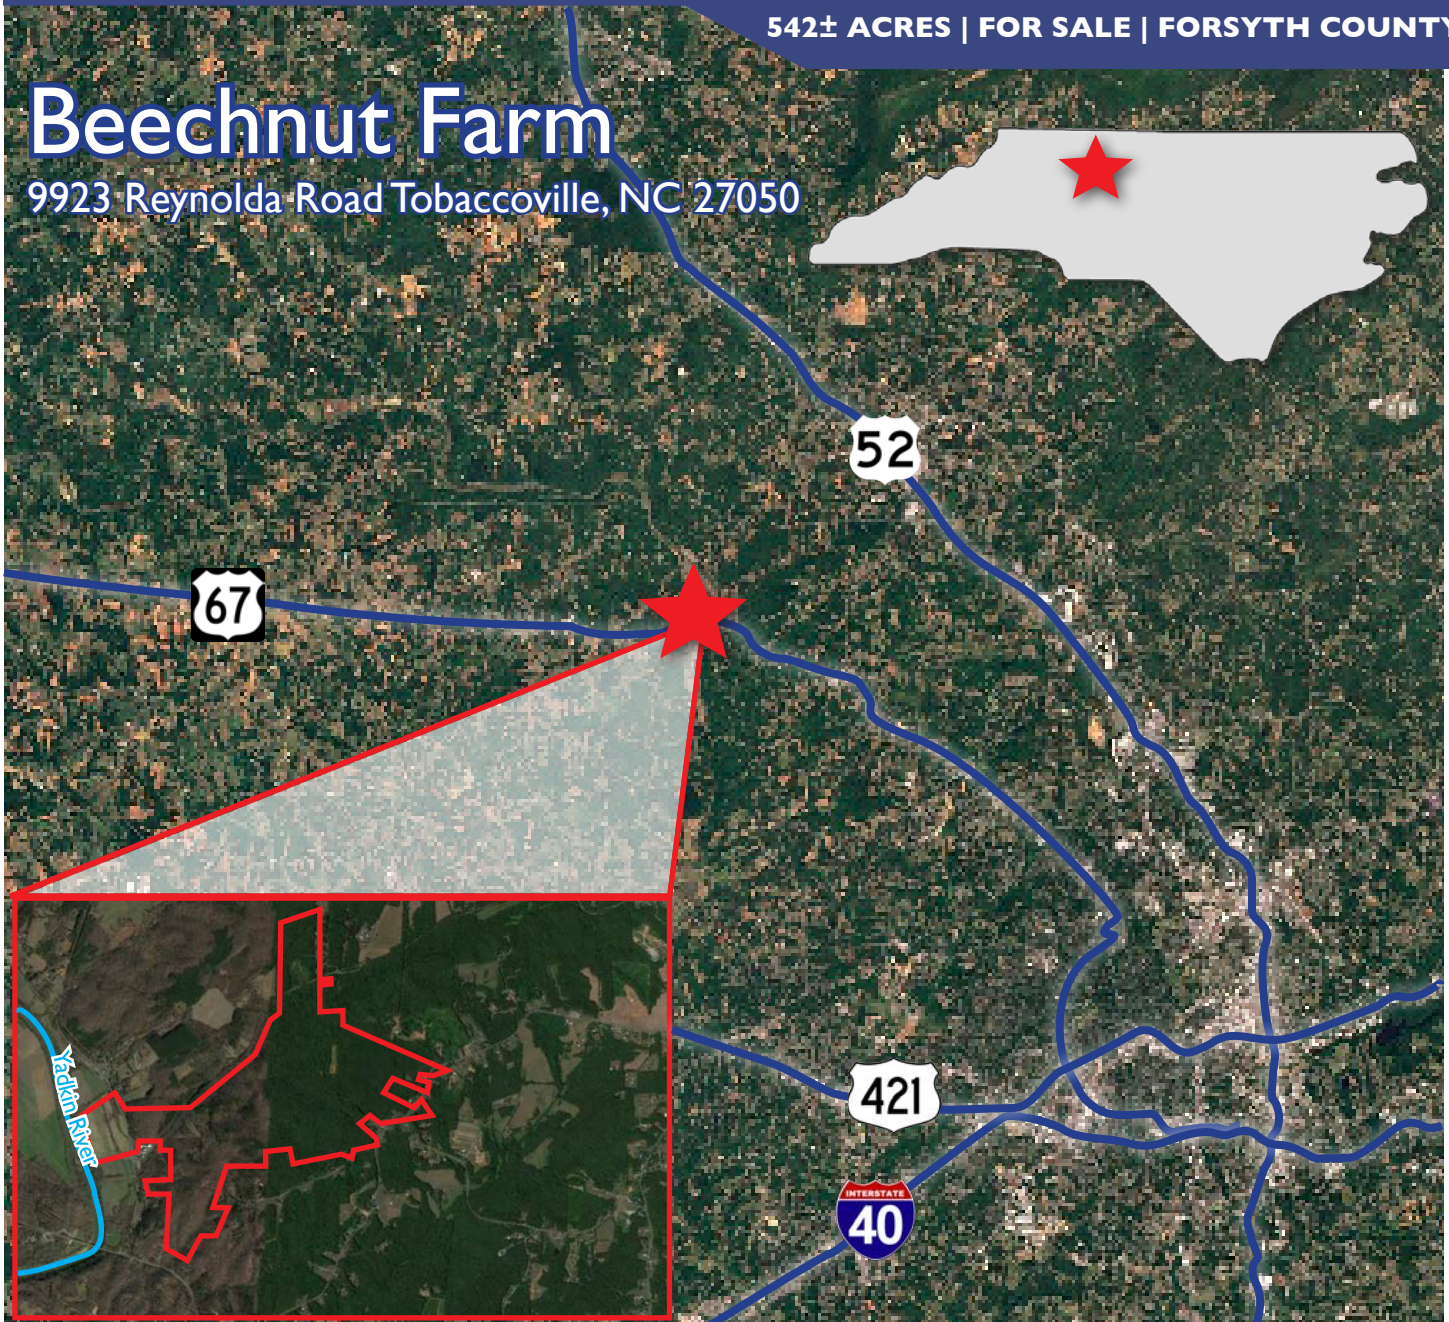 542± ACRES | FOR SALE | FORSYTH COUNTY
Beechnut Farm
9923 Reynolda Road Tobaccoville, NC 27050
52
67
Yadkin River
421
INTERSTATE
40